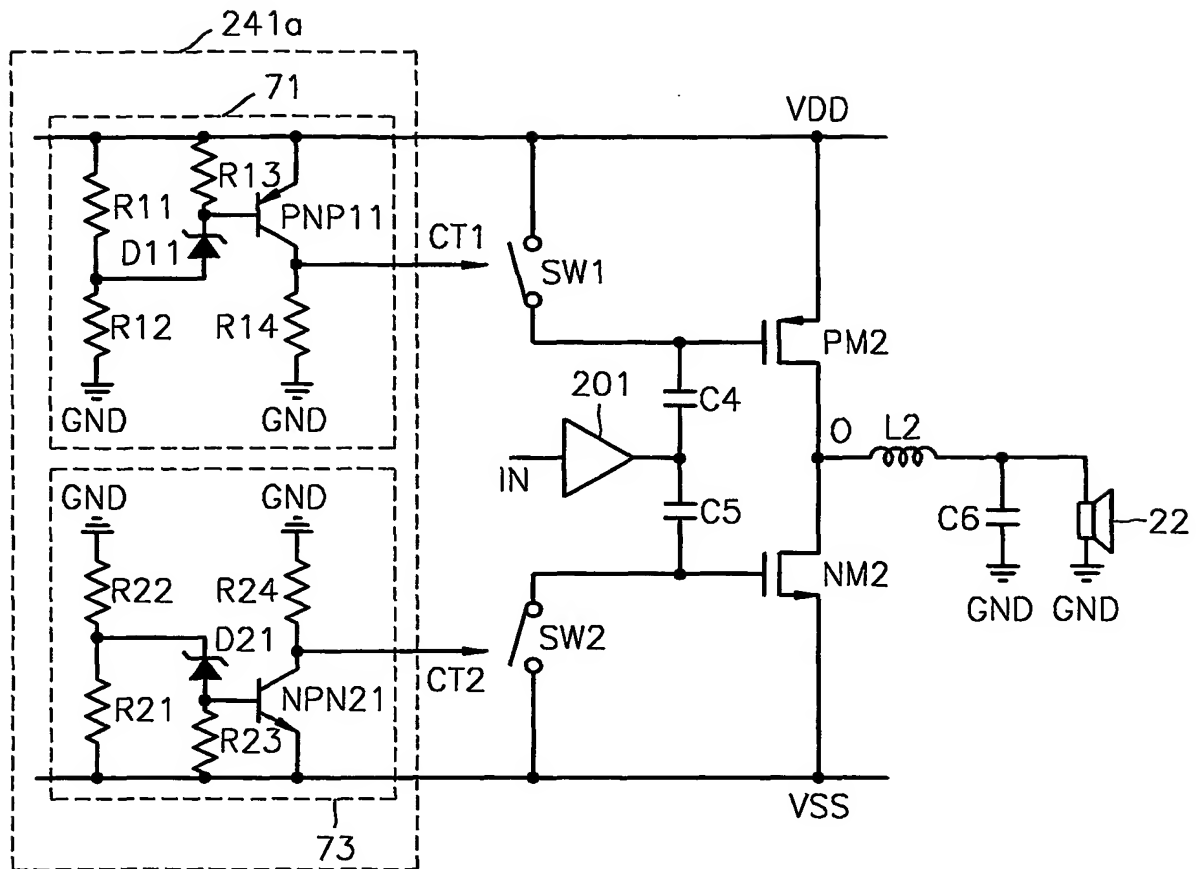 241a
71
VDD
R13
R11
PNP11
D11
CT1
SW1
R12
R14
PM2
GND
GND
201
C4
O
L2
IN
GND
GND
C5
C6
22
R22
R24
NM2
GND
GND
D21
SW2
CT2
NPN21
R21
R23
VSS
73